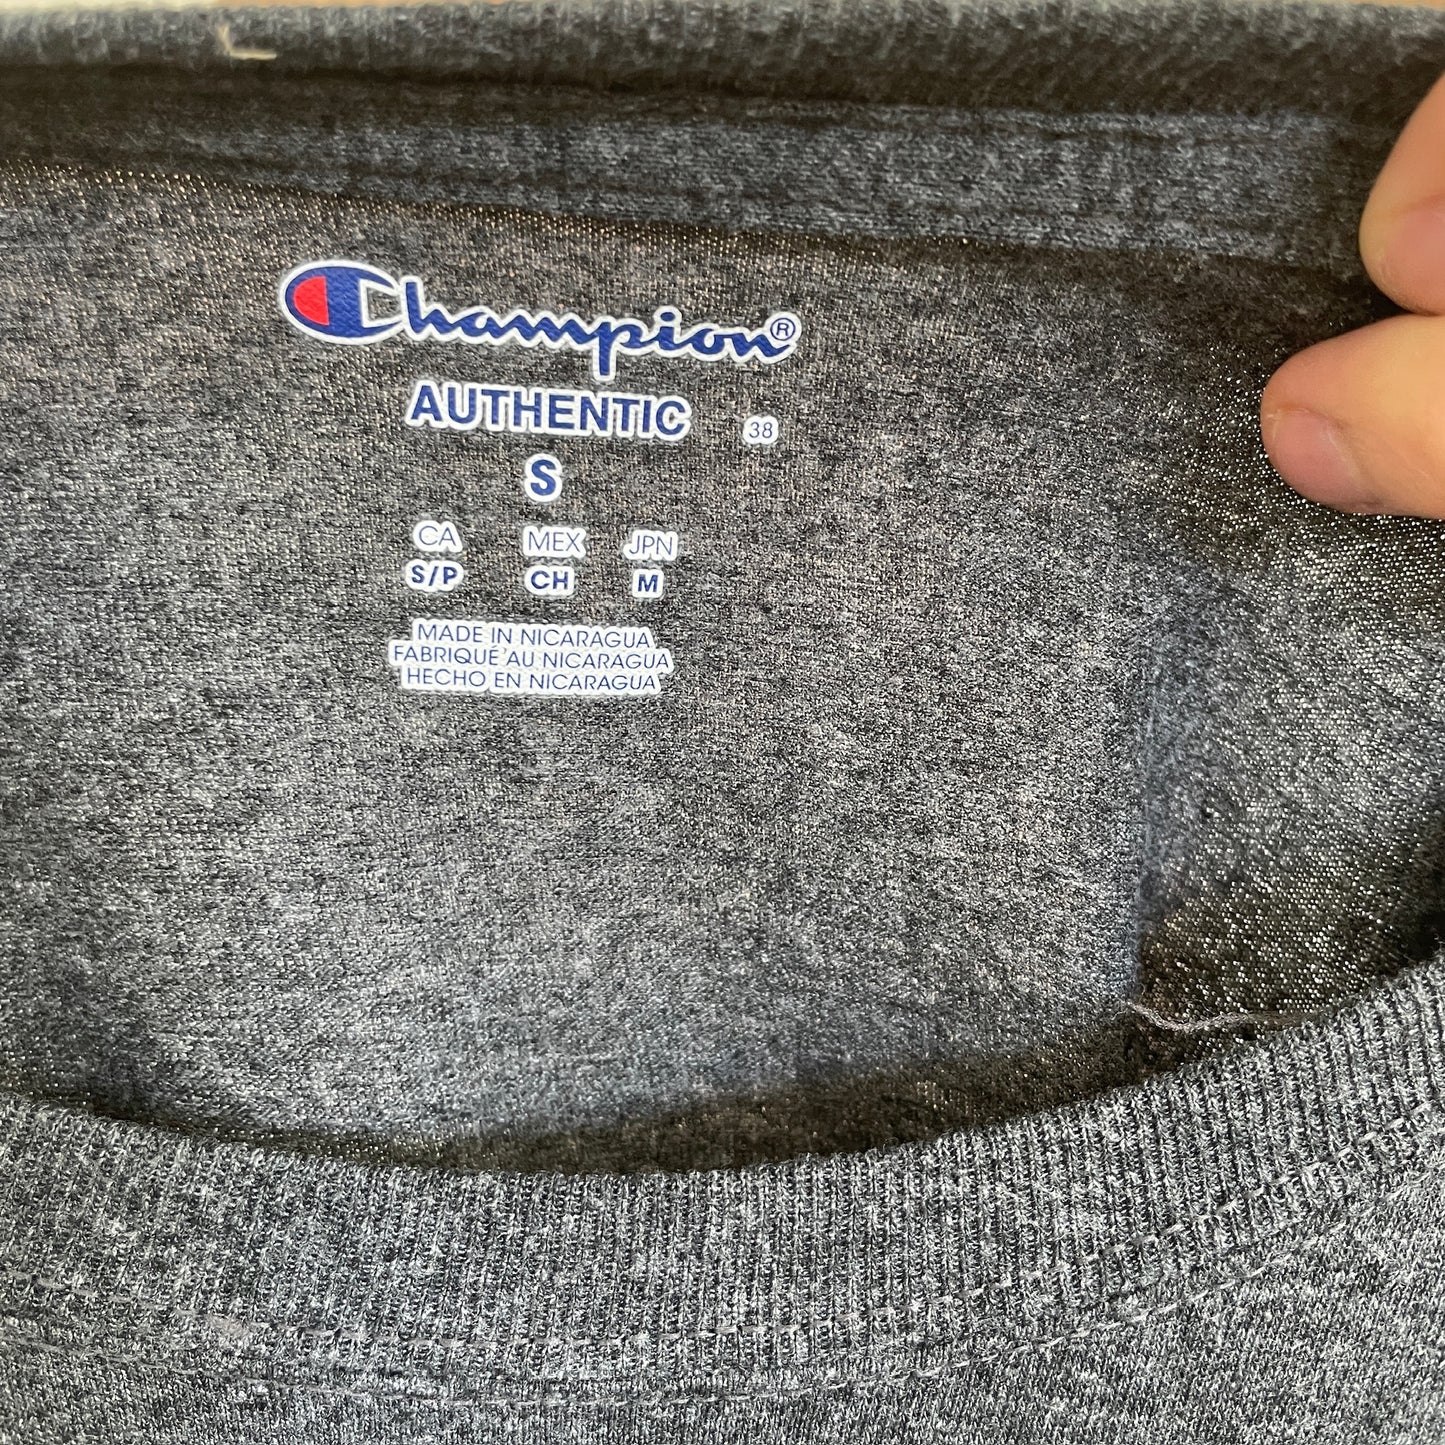 Champion®
AUTHENTIC 38
S
CA MEX JPN
S/P CH M
MADE IN NICARAGUA
FABRIQUÉ AU NICARAGUA
HECHO EN NICARAGUA